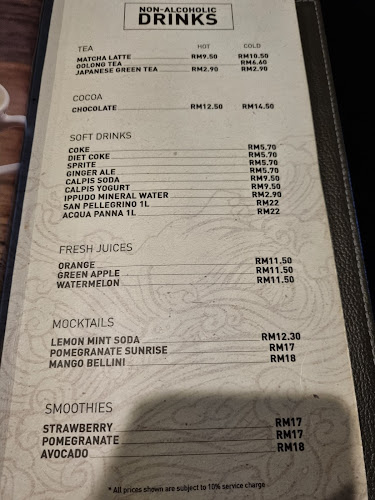 NON-ALCOHOLIC
DRINKS
TEA HOT COLD
MATCHA LATTE RM9.50 RM10.50
OOLONG TEA RM6.60
JAPANESE GREEN TEA RM2.90 RM2.90
COCOA
CHOCOLATE RM12.50 RM14.50
SOFT DRINKS
COKE RM5.70
DIET COKE RM5.70
SPRITE RM5.70
GINGER ALE RM5.70
CALPIS SODA RM9.50
CALPIS YOGURT RM9.50
IPPUDO MINERAL WATER RM2.90
SAN PELLEGRINO 1L RM22
ACQUA PANNA 1L RM22
FRESH JUICES
ORANGE RM11.50
GREEN APPLE RM11.50
WATERMELON RM11.50
MOCKTAILS
LEMON MINT SODA RM12.30
POMEGRANATE SUNRISE RM17
MANGO BELLINI RM18
SMOOTHIES
STRAWBERRY RM17
POMEGRANATE RM17
AVOCADO RM18
* All prices shown are subject to 10% service charge